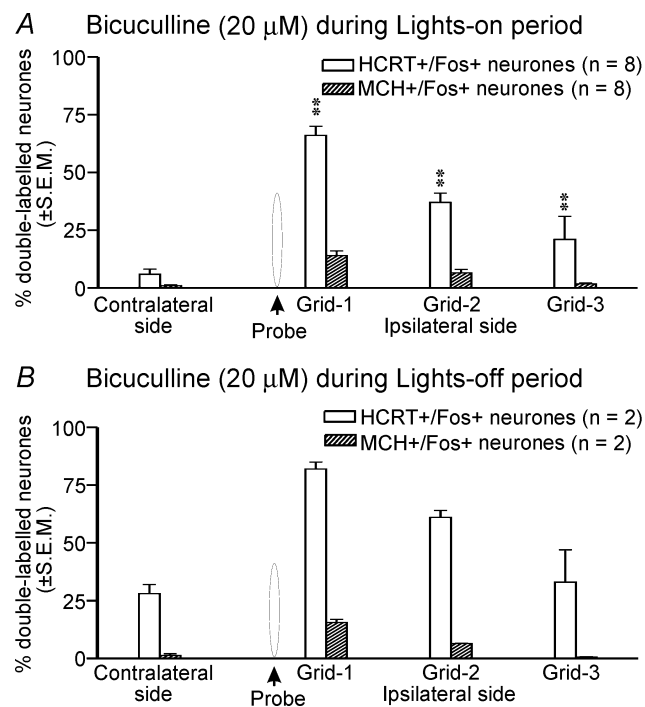 A Bicuculline (20 µM) during Lights-on period
HCRT+/Fos+ neurones (n = 8)
MCH+/Fos+ neurones (n = 8)
% double-labelled neurones
(±S.E.M.)
100
75
50
25
0
**
**
**
Contralateral
side
Probe
Grid-1
Grid-2
Grid-3
Ipsilateral side
B Bicuculline (20 µM) during Lights-off period
HCRT+/Fos+ neurones (n = 2)
MCH+/Fos+ neurones (n = 2)
% double-labelled neurones
(±S.E.M.)
100
75
50
25
0
Contralateral
side
Probe
Grid-1
Grid-2
Grid-3
Ipsilateral side